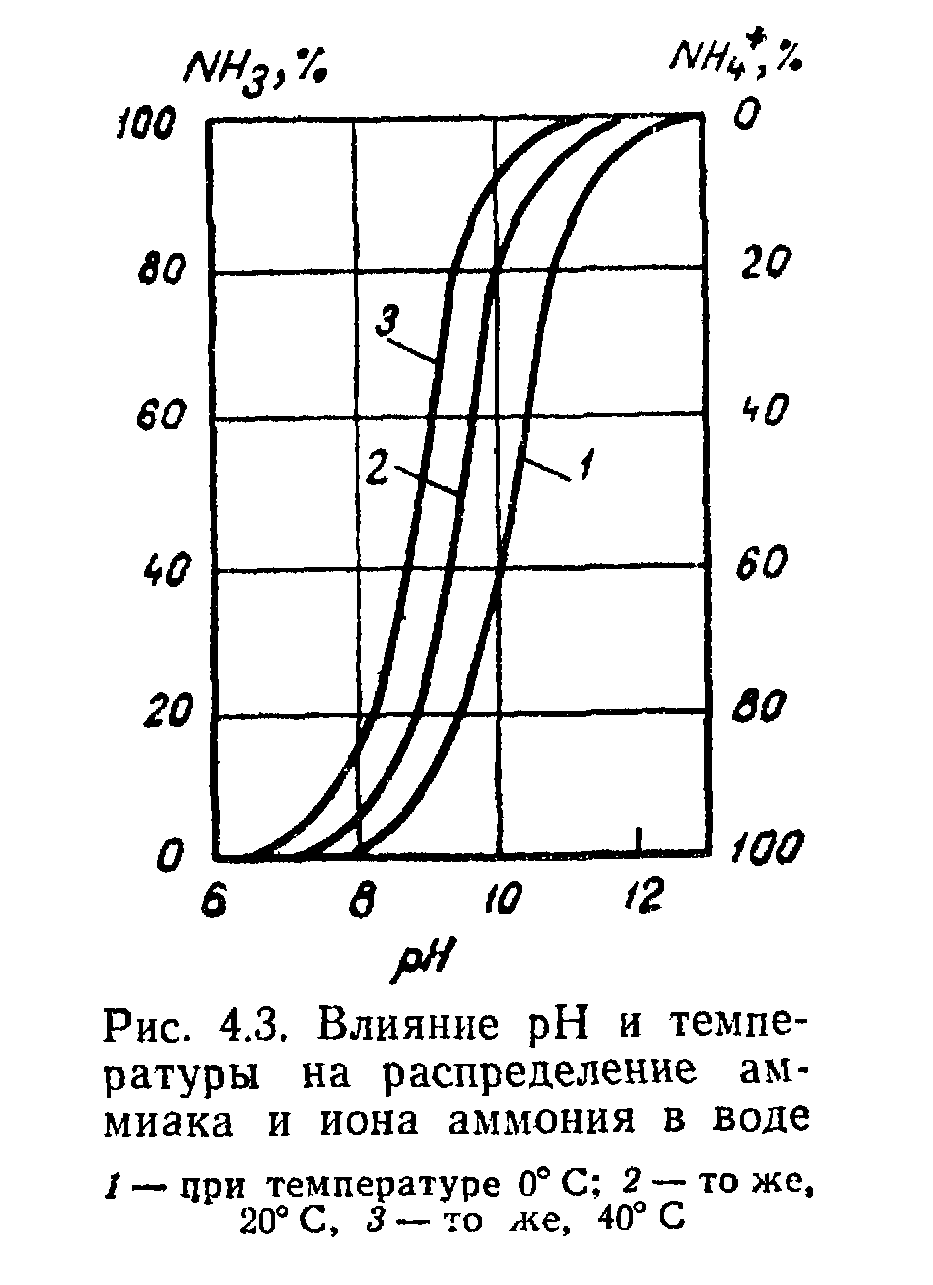 NH3, %
NH4+, %
100
0
80
20
3
60
40
2
1
40
60
20
80
0
100
6
8
10
12
pH
Рис. 4.3. Влияние pH и темпе-
ратуры на распределение ам-
миака и иона аммония в воде
1 — при температуре 0° С; 2 — то же,
20° С, 3 — то же, 40° С